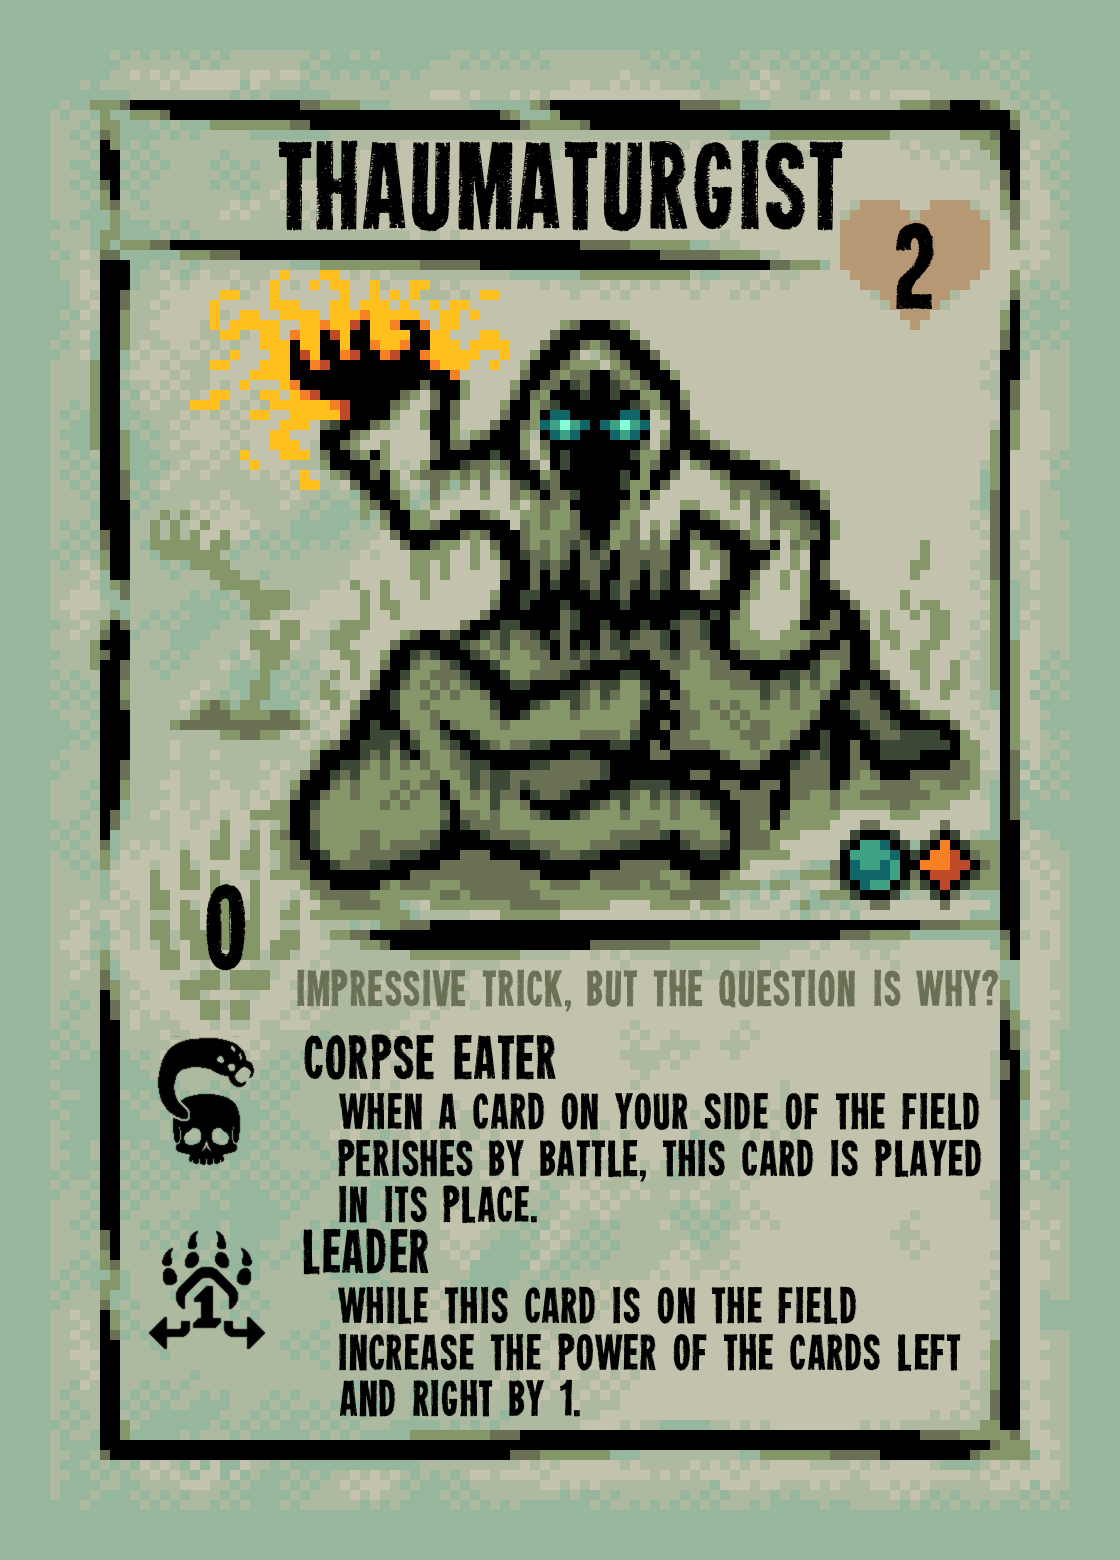 THAUMATURGIST
2
0
IMPRESSIVE TRICK, BUT THE QUESTION IS WHY?
CORPSE EATER
WHEN A CARD ON YOUR SIDE OF THE FIELD
PERISHES BY BATTLE, THIS CARD IS PLAYED
IN ITS PLACE.
LEADER
1
WHILE THIS CARD IS ON THE FIELD
INCREASE THE POWER OF THE CARDS LEFT
AND RIGHT BY 1.